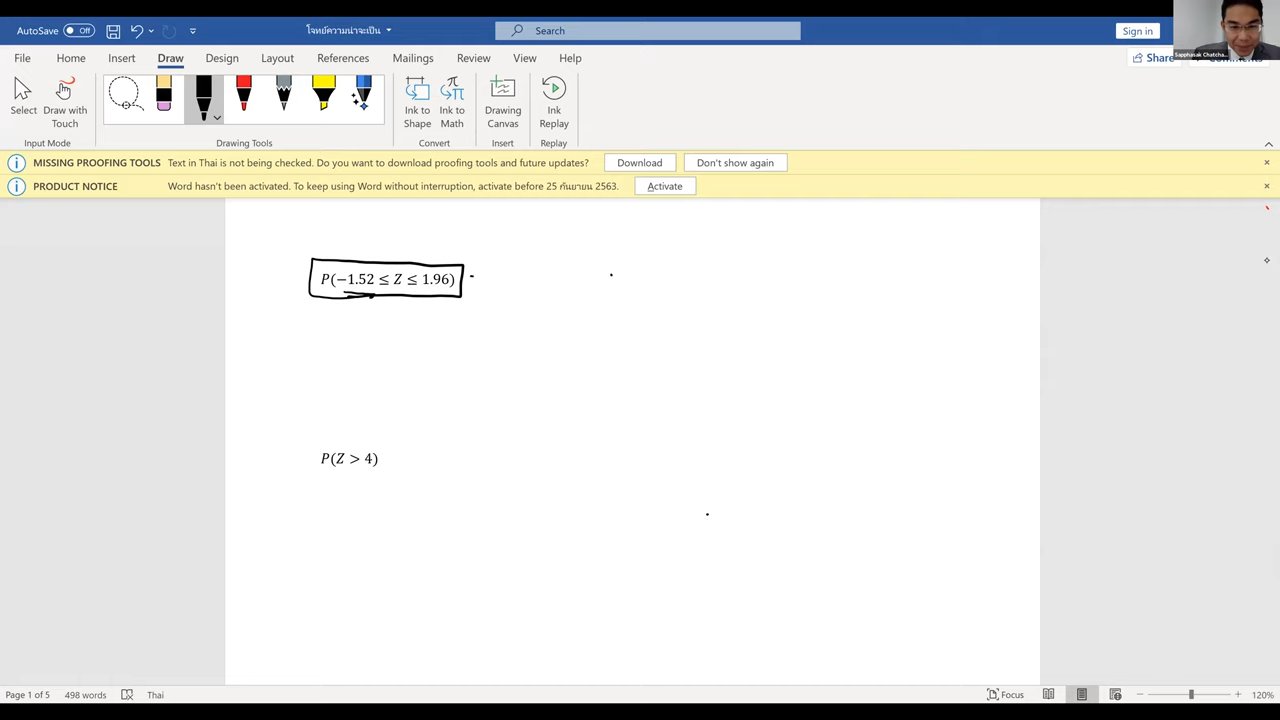 AutoSave Off
โจทย์ความน่าจะเป็น
Search
Sign in
Sapphasak Chatcha...
File Home Insert Draw Design Layout References Mailings Review View Help
Share
Comments
Select
Draw with Touch
Ink to Shape
Ink to Math
Drawing Canvas
Ink Replay
Input Mode
Drawing Tools
Convert
Insert
Replay
MISSING PROOFING TOOLS Text in Thai is not being checked. Do you want to download proofing tools and future updates? Download Don't show again
PRODUCT NOTICE Word hasn't been activated. To keep using Word without interruption, activate before 25 กันยายน 2563. Activate
P(−1.52 ≤ Z ≤ 1.96)
P(Z > 4)
Page 1 of 5 498 words Thai Focus 120%